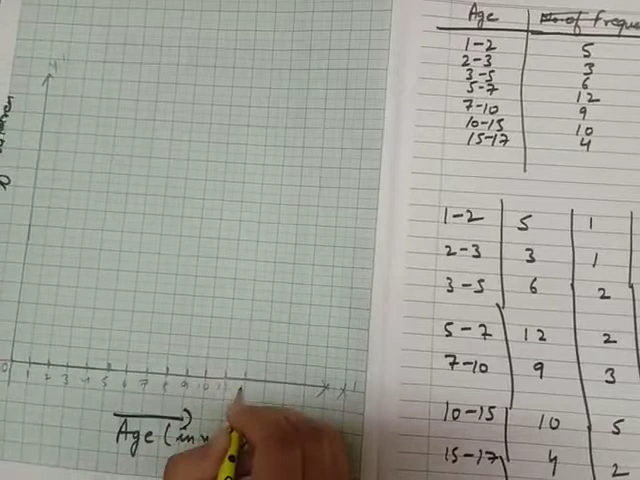 Age Frequ
1-2 5
2-3 3
3-5 6
5-7 12
7-10 9
10-15 10
15-17 4
1-2 5 1
2-3 3 1
3-5 6 2
5-7 12 2
7-10 9 3
10-15 10 5
15-17 4 2
Y
0 1 2 3 4 5 6 7 8 9 10 X
Age (in